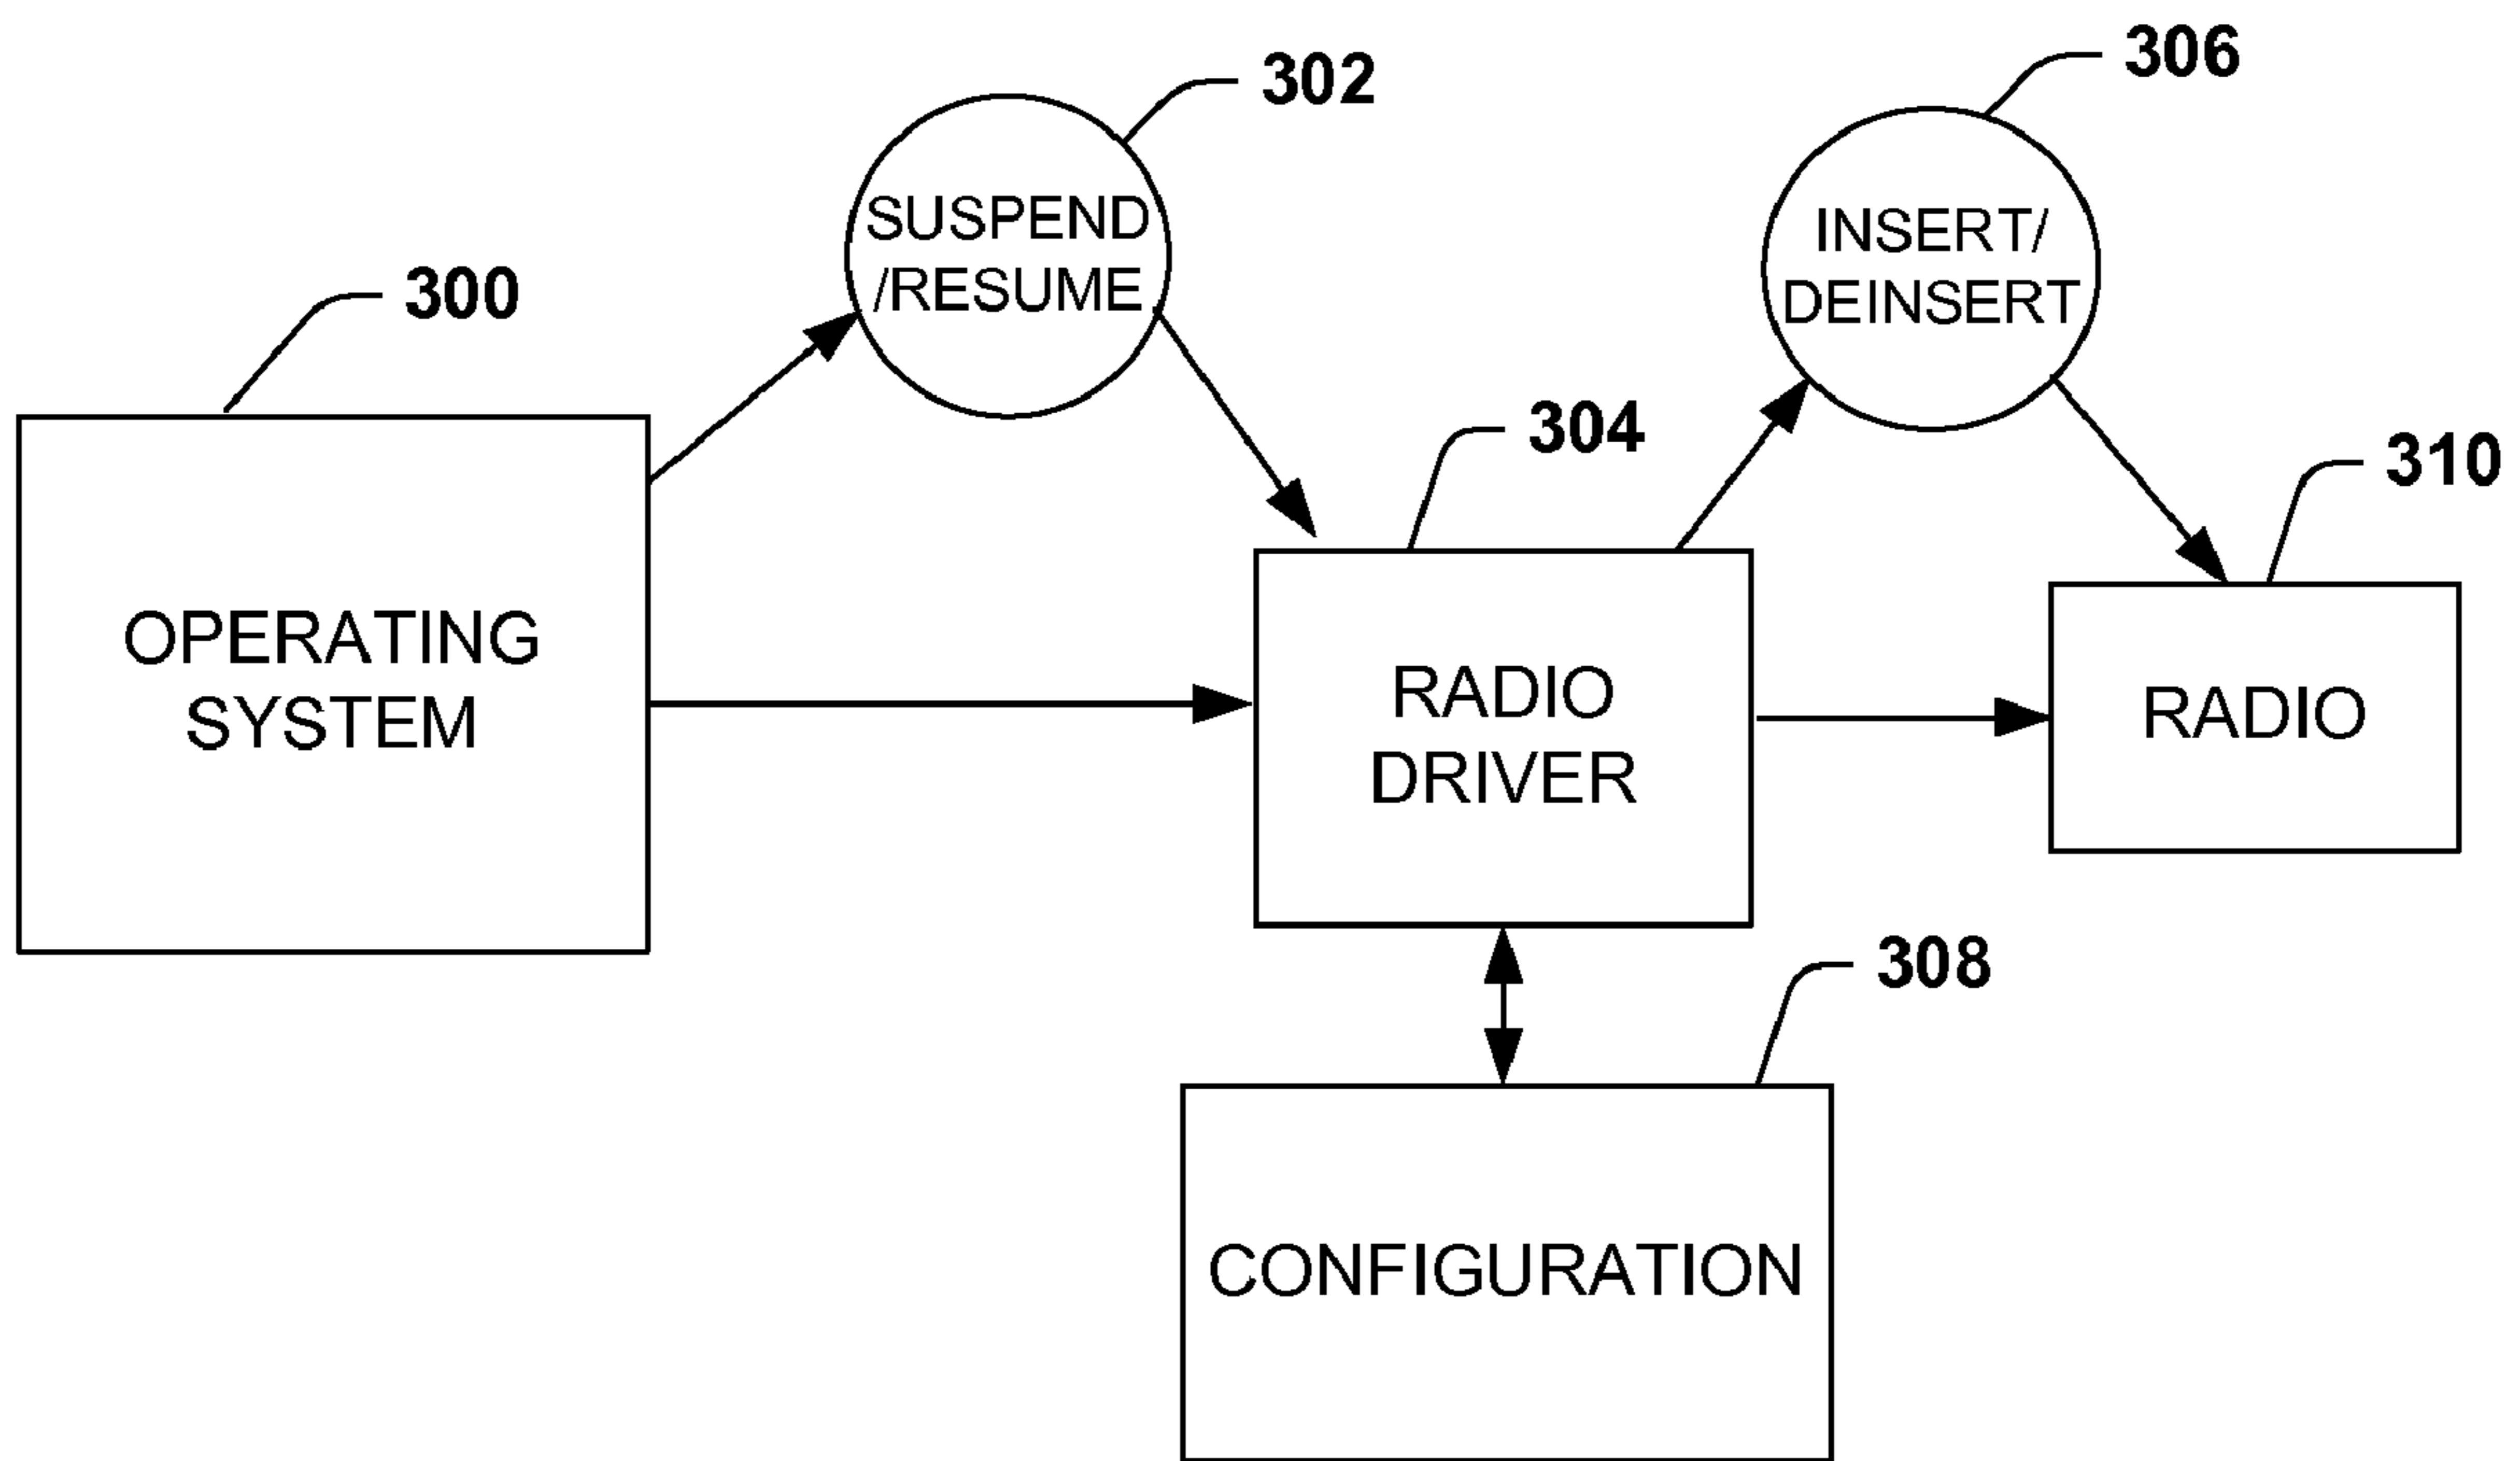 306
302
SUSPEND
/RESUME
INSERT/
DEINSERT
300
304
310
OPERATING
SYSTEM
RADIO
DRIVER
RADIO
308
CONFIGURATION